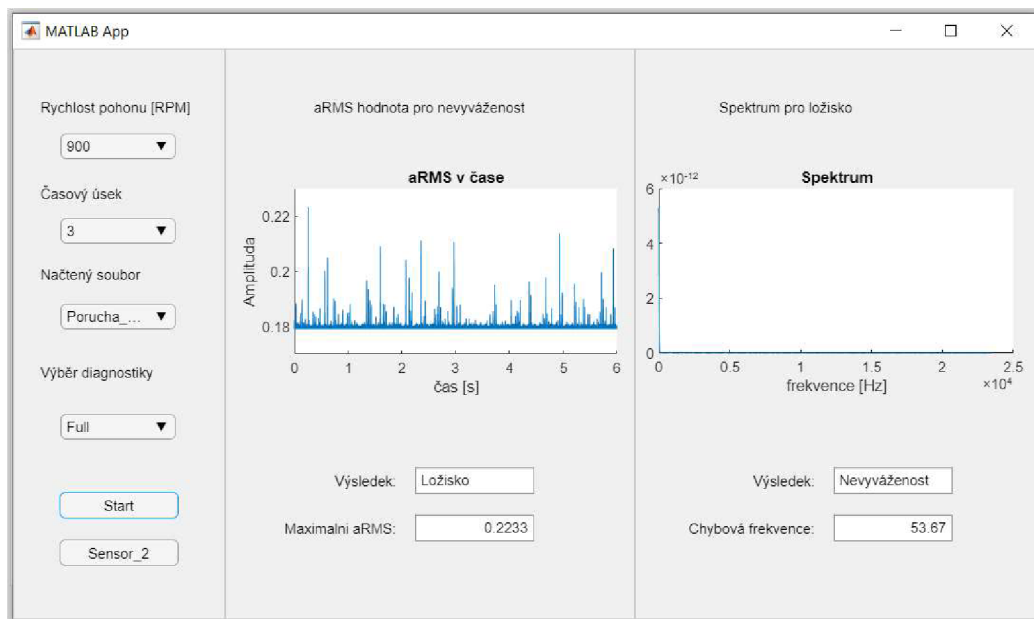 MATLAB App
Rychlost pohonu [RPM]
900
Časový úsek
3
Načtený soubor
Porucha_...
Výběr diagnostiky
Full
Start
Sensor_2
aRMS hodnota pro nevyváženost
aRMS v čase
Amplituda
0.22
0.2
0.18
0 1 2 3 4 5 6
čas [s]
Výsledek: Ložisko
Maximalni aRMS: 0.2233
Spektrum pro ložisko
×10⁻¹²
Spektrum
6
4
2
0
0 0.5 1 1.5 2 2.5
frekvence [Hz] ×10⁴
Výsledek: Nevyváženost
Chybová frekvence: 53.67